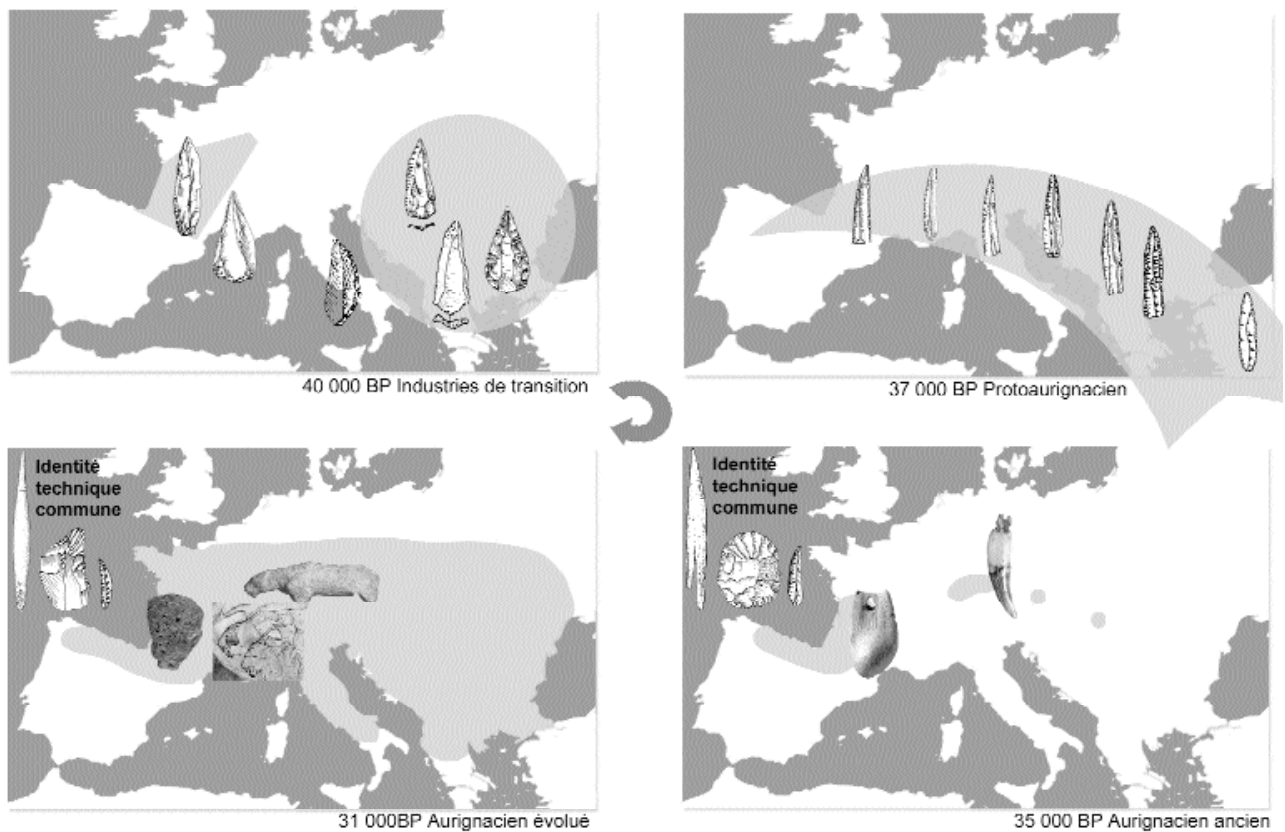 40 000 BP Industries de transition
37 000 BP Protoaurignacien
Identité
technique
commune
31 000BP Aurignacien évolué
Identité
technique
commune
35 000 BP Aurignacien ancien